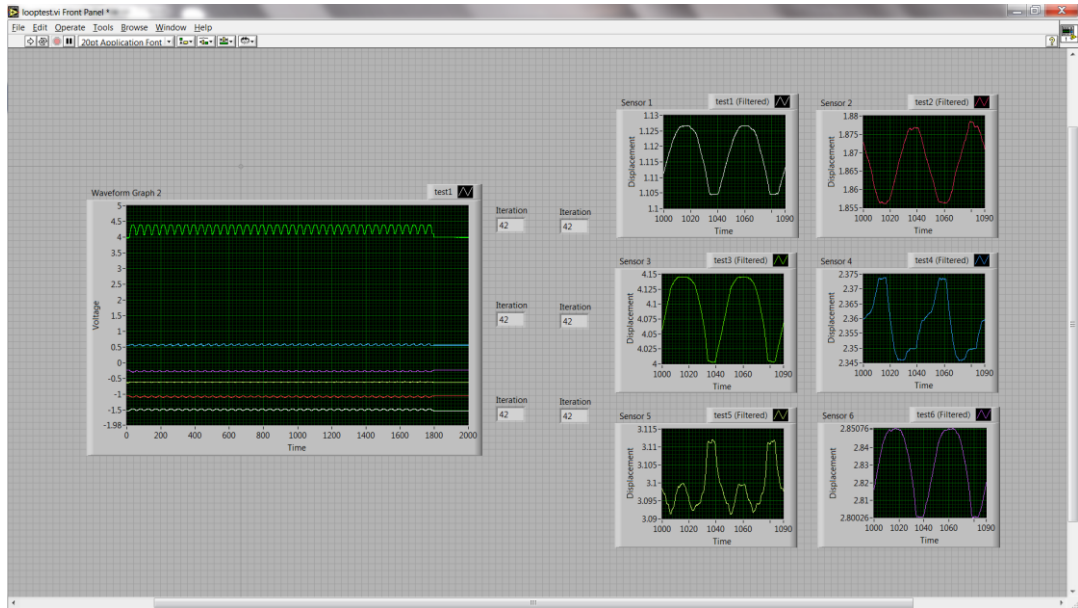 looptest.vi Front Panel *
File Edit Operate Tools Browse Window Help
20pt Application Font
Waveform Graph 2
test1
5
4.5
4
3.5
3
2.5
2
1.5
1
0.5
0
-0.5
-1
-1.5
-1.98
Voltage
0 200 400 600 800 1000 1200 1400 1600 1800 2000
Time
Iteration
42
Iteration
42
Iteration
42
Iteration
42
Iteration
42
Iteration
42
Sensor 1
test1 (Filtered)
1.13
1.125
1.12
1.115
1.11
1.105
1.1
Displacement
1000 1020 1040 1060 1090
Time
Sensor 2
test2 (Filtered)
1.88
1.875
1.87
1.865
1.86
1.855
Displacement
1000 1020 1040 1060 1090
Time
Sensor 3
test3 (Filtered)
4.15
4.125
4.1
4.075
4.05
4.025
4
Displacement
1000 1020 1040 1060 1090
Time
Sensor 4
test4 (Filtered)
2.375
2.37
2.365
2.36
2.355
2.35
2.345
Displacement
1000 1020 1040 1060 1090
Time
Sensor 5
test5 (Filtered)
3.115
3.11
3.105
3.1
3.095
3.09
Displacement
1000 1020 1040 1060 1090
Time
Sensor 6
test6 (Filtered)
2.85076
2.84
2.83
2.82
2.81
2.80026
Displacement
1000 1020 1040 1060 1090
Time